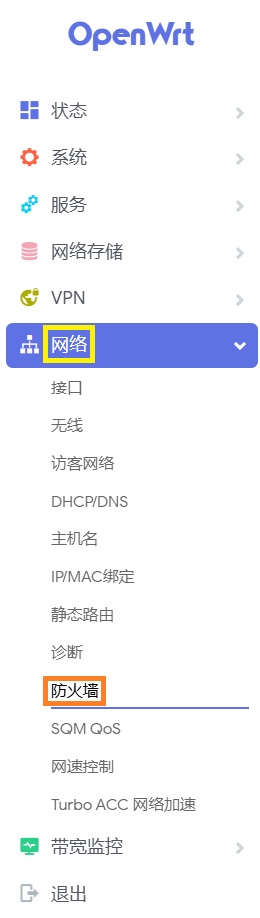 OpenWrt
状态
系统
服务
网络存储
VPN
网络
接口
无线
访客网络
DHCP/DNS
主机名
IP/MAC绑定
静态路由
诊断
防火墙
SQM QoS
网速控制
Turbo ACC 网络加速
带宽监控
退出